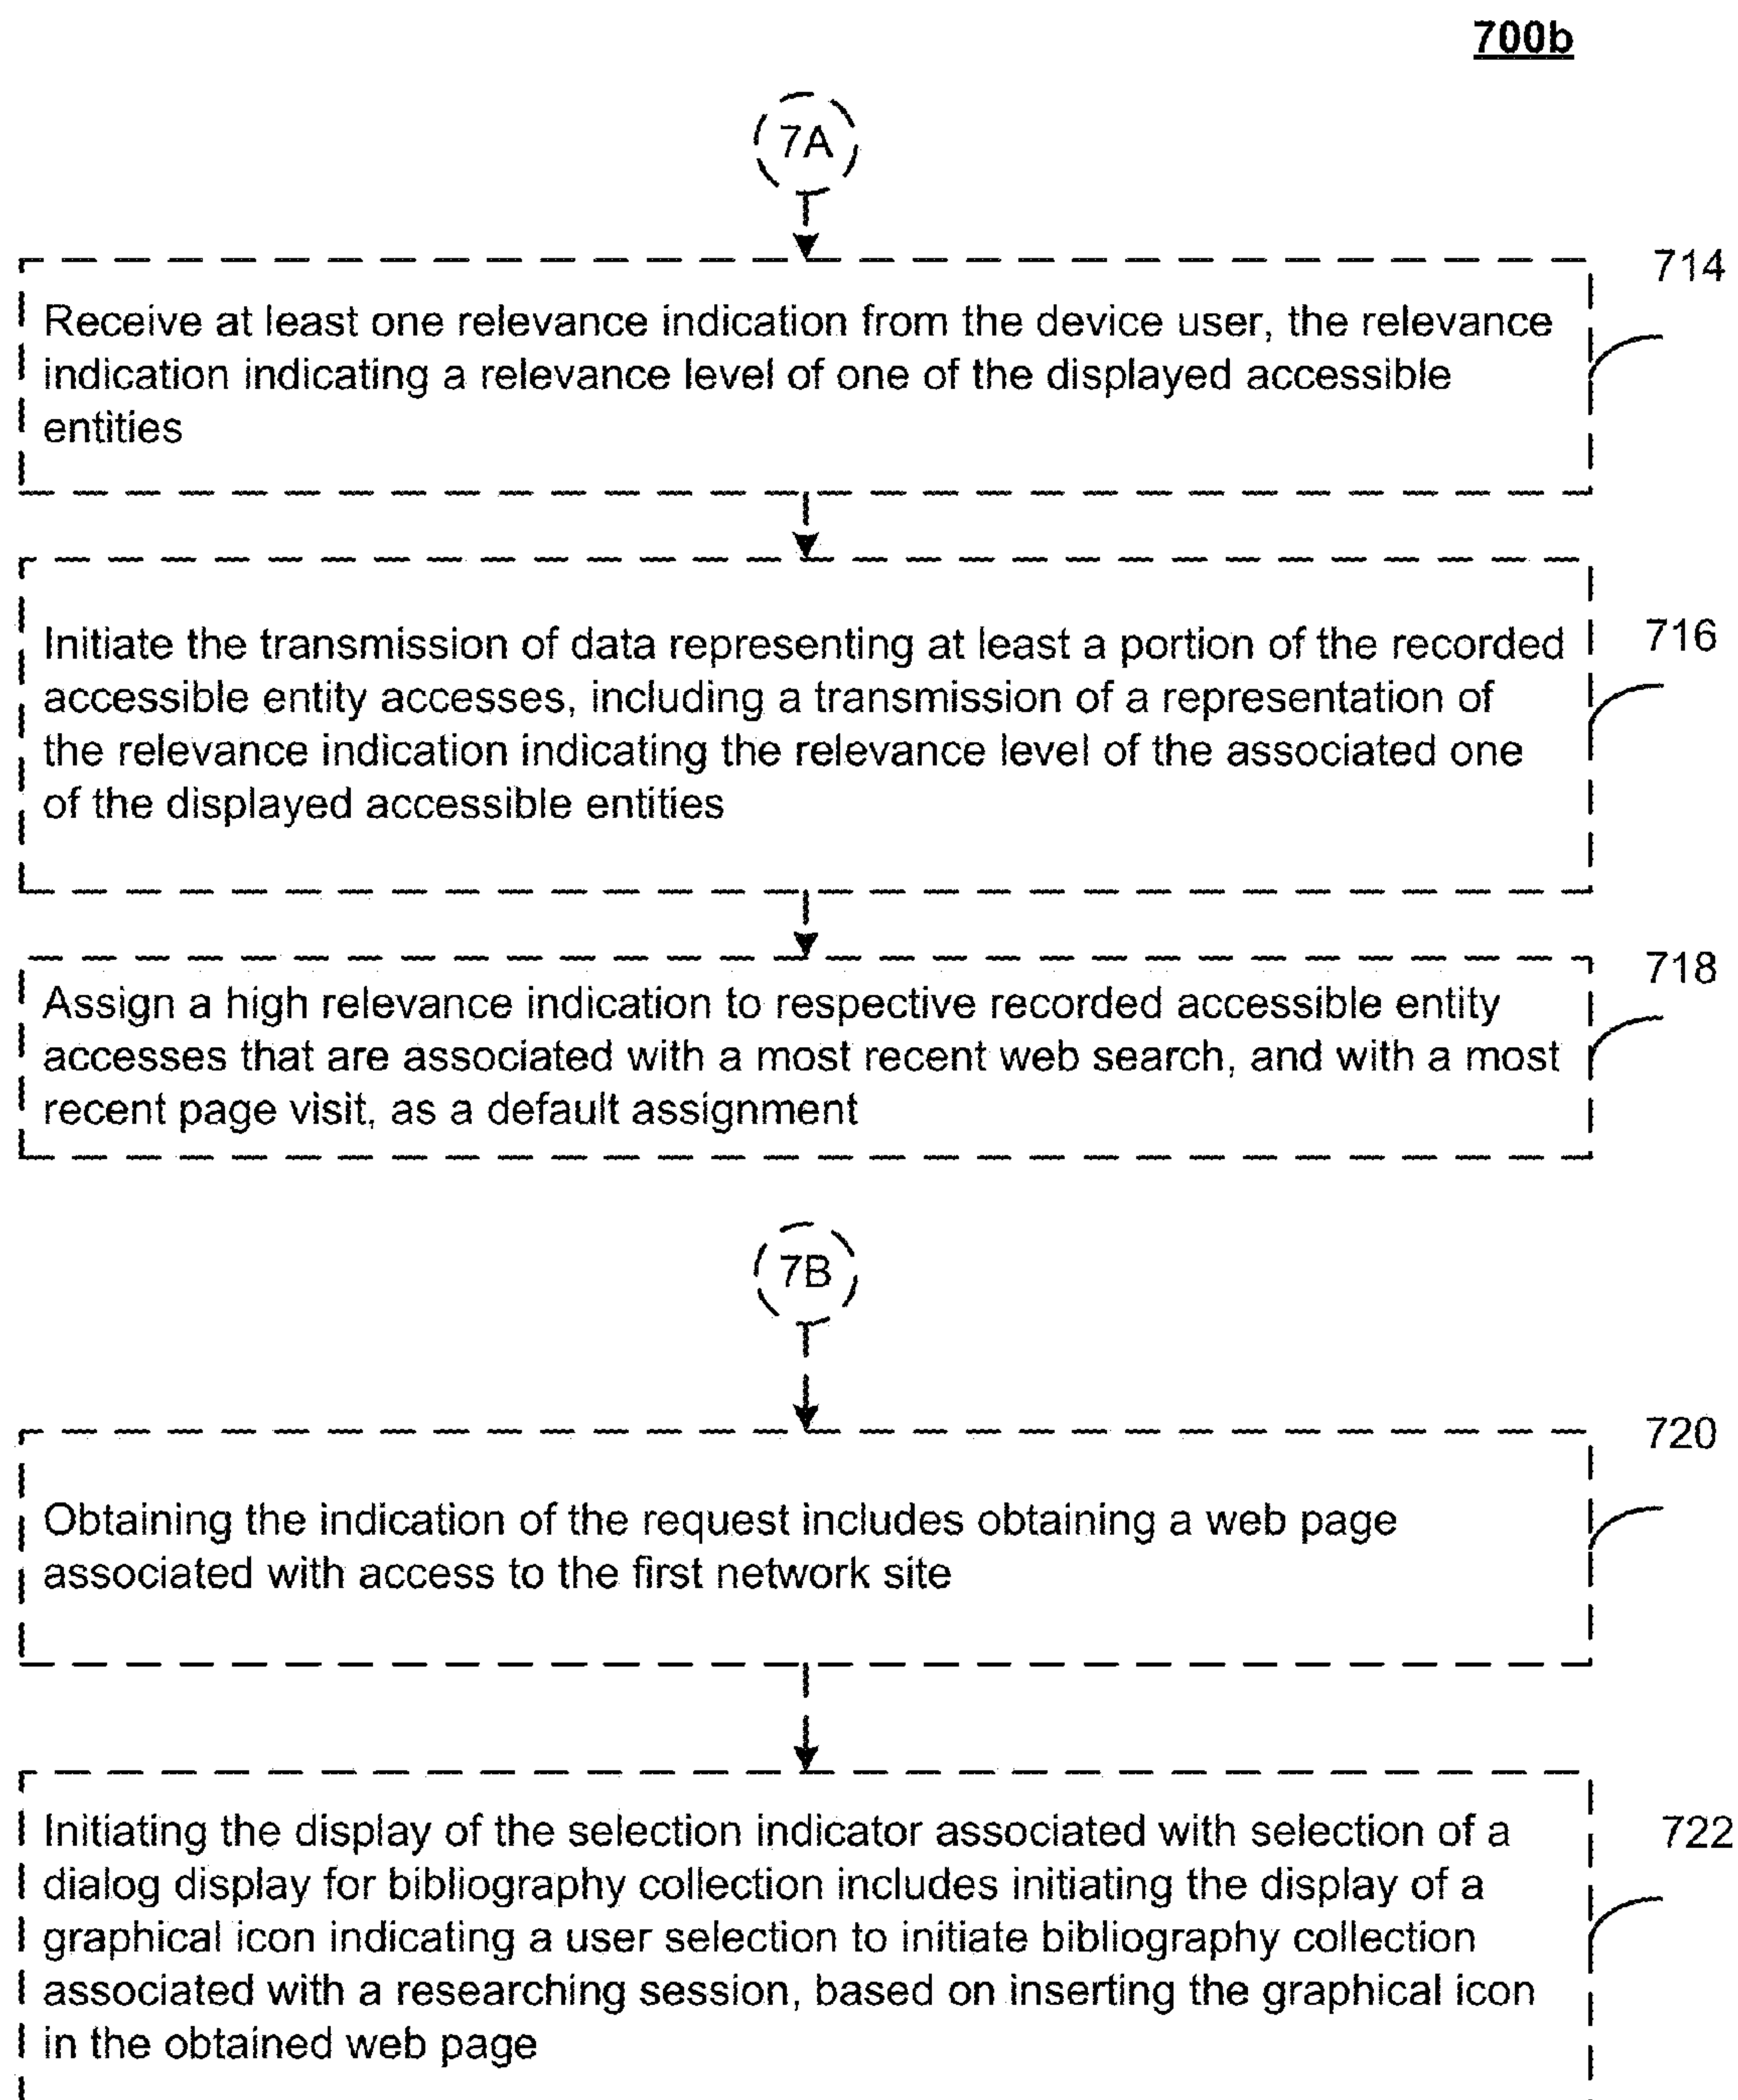 700b
7A
714
Receive at least one relevance indication from the device user, the relevance
indication indicating a relevance level of one of the displayed accessible
entities
716
Initiate the transmission of data representing at least a portion of the recorded
accessible entity accesses, including a transmission of a representation of
the relevance indication indicating the relevance level of the associated one
of the displayed accessible entities
718
Assign a high relevance indication to respective recorded accessible entity
accesses that are associated with a most recent web search, and with a most
recent page visit, as a default assignment
7B
720
Obtaining the indication of the request includes obtaining a web page
associated with access to the first network site
722
Initiating the display of the selection indicator associated with selection of a
dialog display for bibliography collection includes initiating the display of a
graphical icon indicating a user selection to initiate bibliography collection
associated with a researching session, based on inserting the graphical icon
in the obtained web page